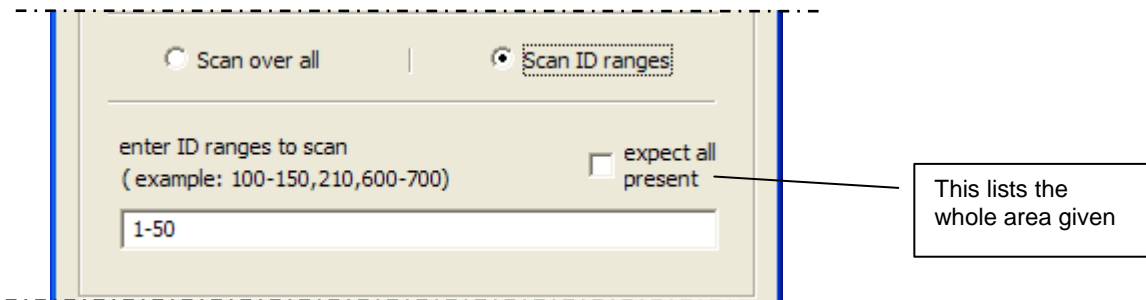 Scan over all | Scan ID ranges
enter ID ranges to scan
( example: 100-150,210,600-700)
expect all
present
1-50
This lists the
whole area given